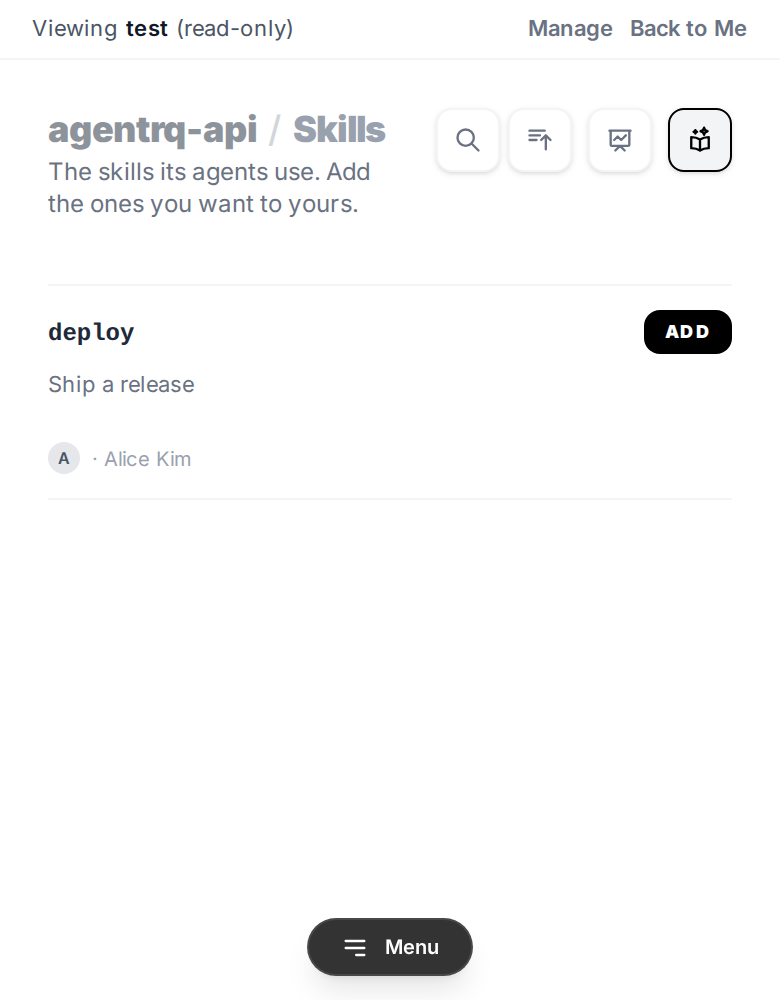 Viewing test (read-only) Manage Back to Me
agentrq-api / Skills
The skills its agents use. Add
the ones you want to yours.
deploy ADD
Ship a release
A · Alice Kim
Menu